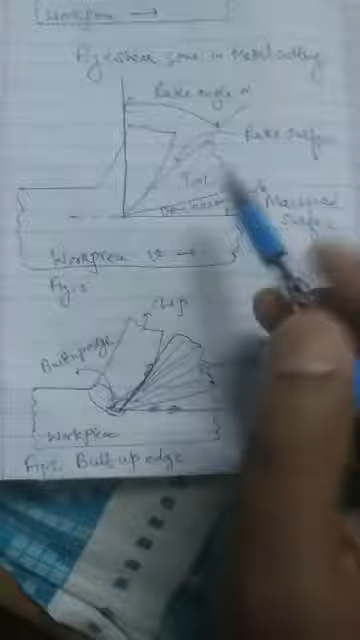 Workpiece →
Fig: shear zone in Metal cutting
Rake angle α
Rake surface
Tool
Machined
Surface
Workpiece v →
Fig:
chip
Built up edge
Workpiece
Fig: Built up edge